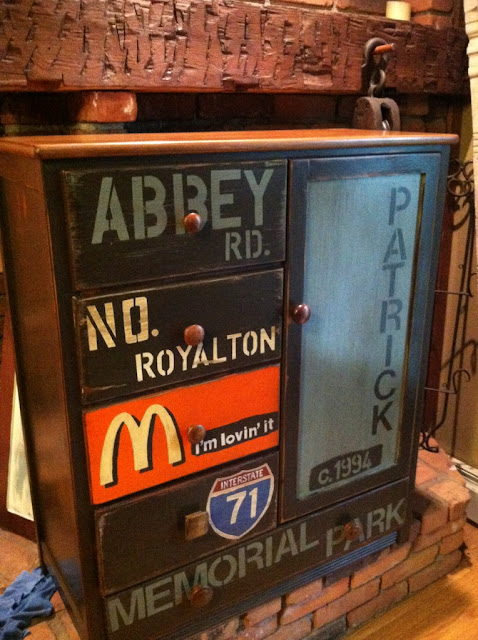 ABBEY
RD.
NO.
ROYALTON
M
i'm lovin' it
INTERSTATE
71
MEMORIAL PARK
PATRICK
c.1994